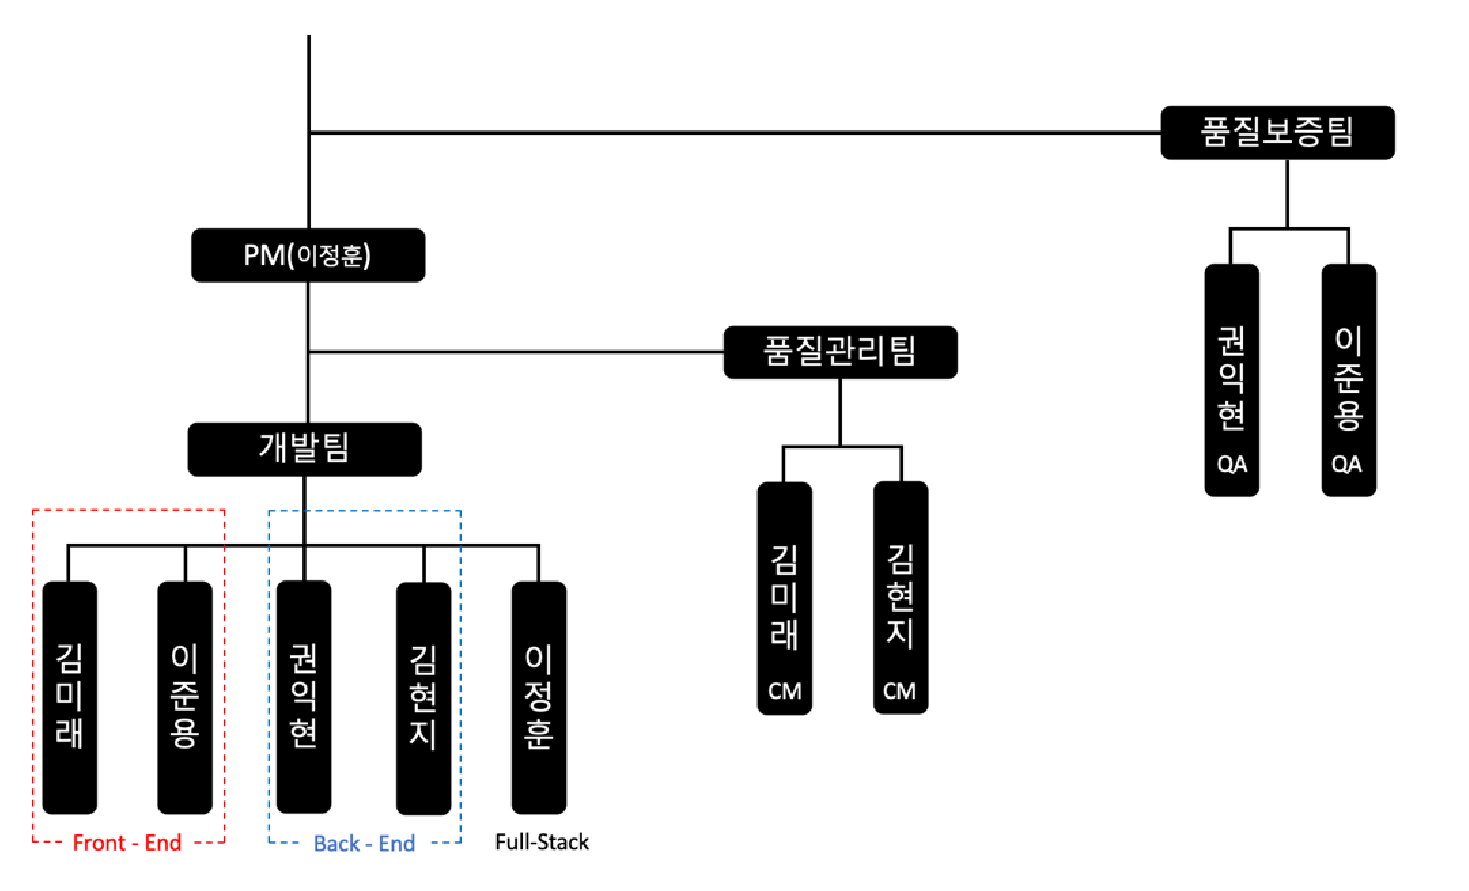 품질보증팀
PM(이정훈)
권익현
QA
이준용
QA
품질관리팀
개발팀
김미래
CM
김현지
CM
김미래
이준용
권익현
김현지
이정훈
Front - End
Back - End
Full-Stack